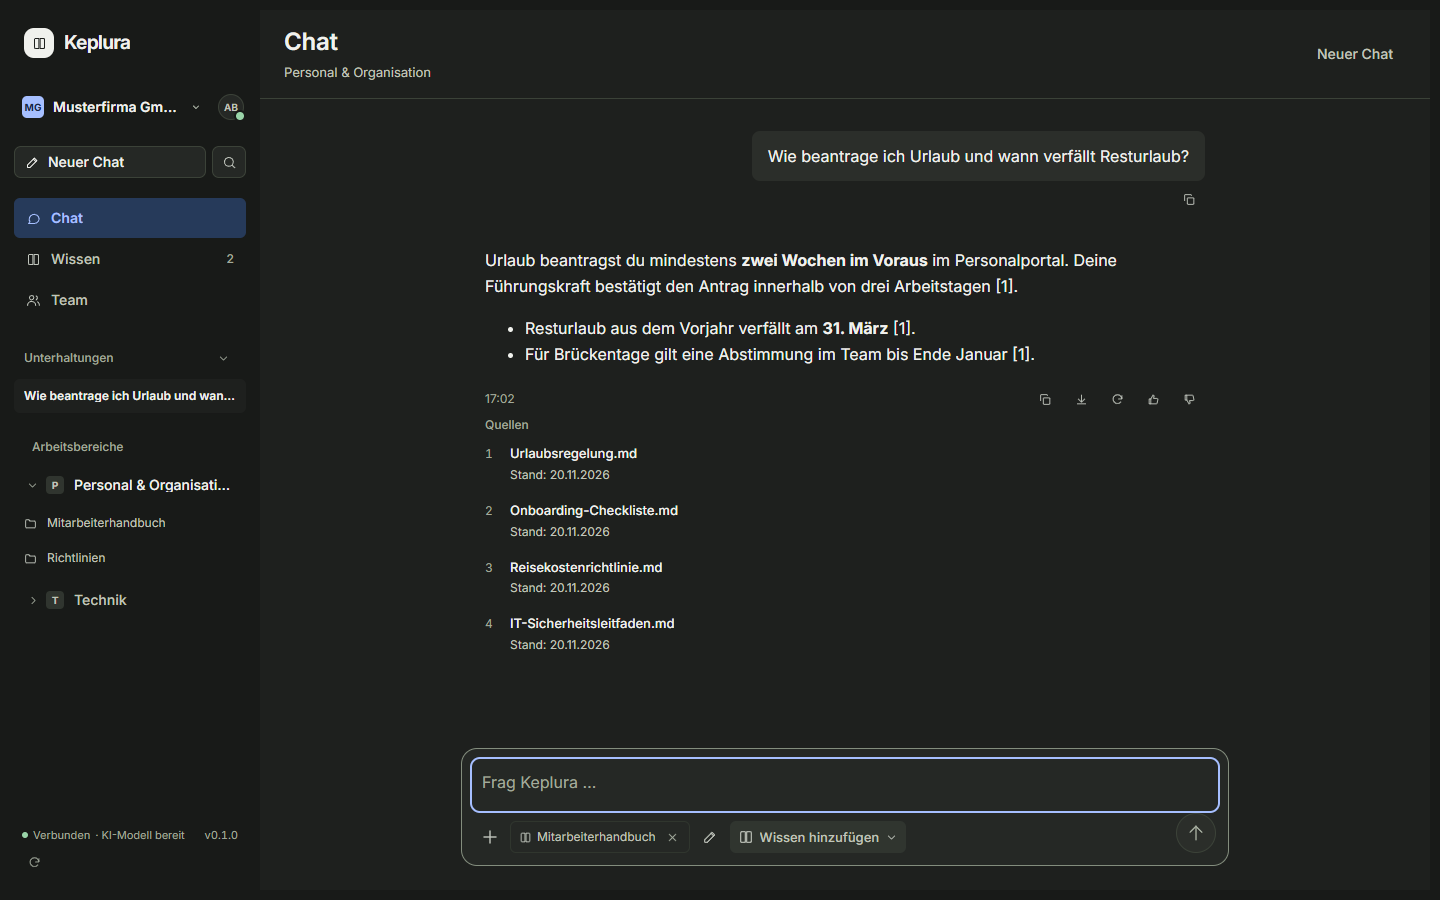 Keplura
MG Musterfirma Gm... AB
Neuer Chat
Chat
Wissen 2
Team
Unterhaltungen
Wie beantrage ich Urlaub und wan...
Arbeitsbereiche
P Personal & Organisati...
Mitarbeiterhandbuch
Richtlinien
T Technik
Verbunden · KI-Modell bereit v0.1.0
Chat
Personal & Organisation
Neuer Chat
Wie beantrage ich Urlaub und wann verfällt Resturlaub?
Urlaub beantragst du mindestens zwei Wochen im Voraus im Personalportal. Deine
Führungskraft bestätigt den Antrag innerhalb von drei Arbeitstagen [1].
• Resturlaub aus dem Vorjahr verfällt am 31. März [1].
• Für Brückentage gilt eine Abstimmung im Team bis Ende Januar [1].
17:02
Quellen
1 Urlaubsregelung.md
Stand: 20.11.2026
2 Onboarding-Checkliste.md
Stand: 20.11.2026
3 Reisekostenrichtlinie.md
Stand: 20.11.2026
4 IT-Sicherheitsleitfaden.md
Stand: 20.11.2026
Frag Keplura ...
Mitarbeiterhandbuch
Wissen hinzufügen